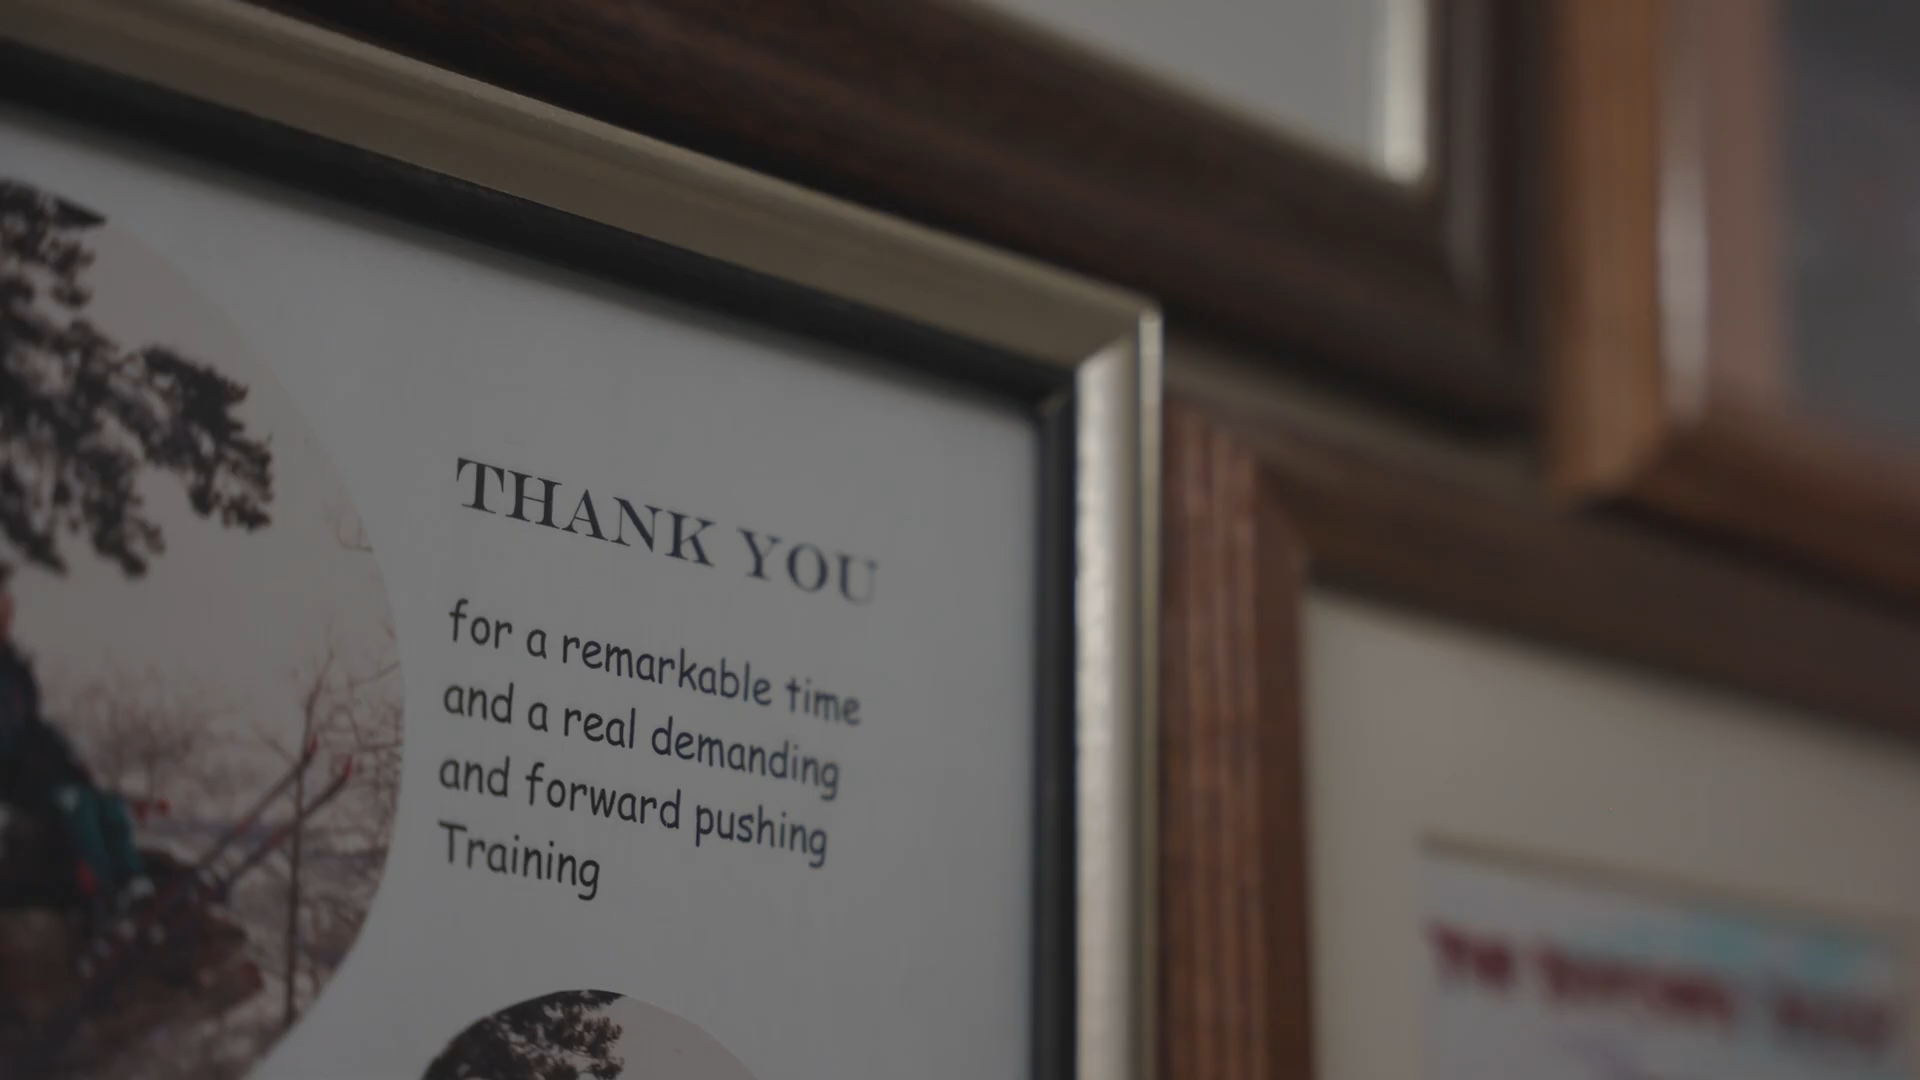 THANK YOU
for a remarkable time
and a real demanding
and forward pushing
Training